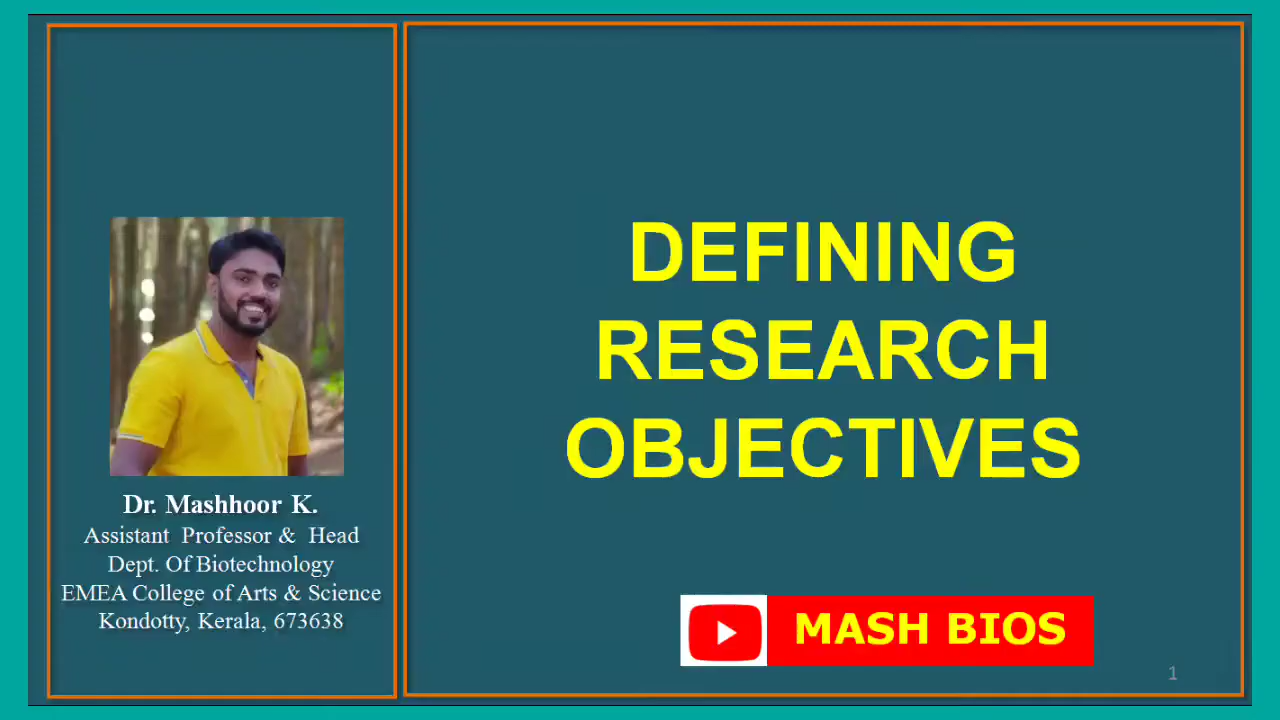 Dr. Mashhoor K.
Assistant Professor & Head
Dept. Of Biotechnology
EMEA College of Arts & Science
Kondotty, Kerala, 673638
DEFINING
RESEARCH
OBJECTIVES
MASH BIOS
1